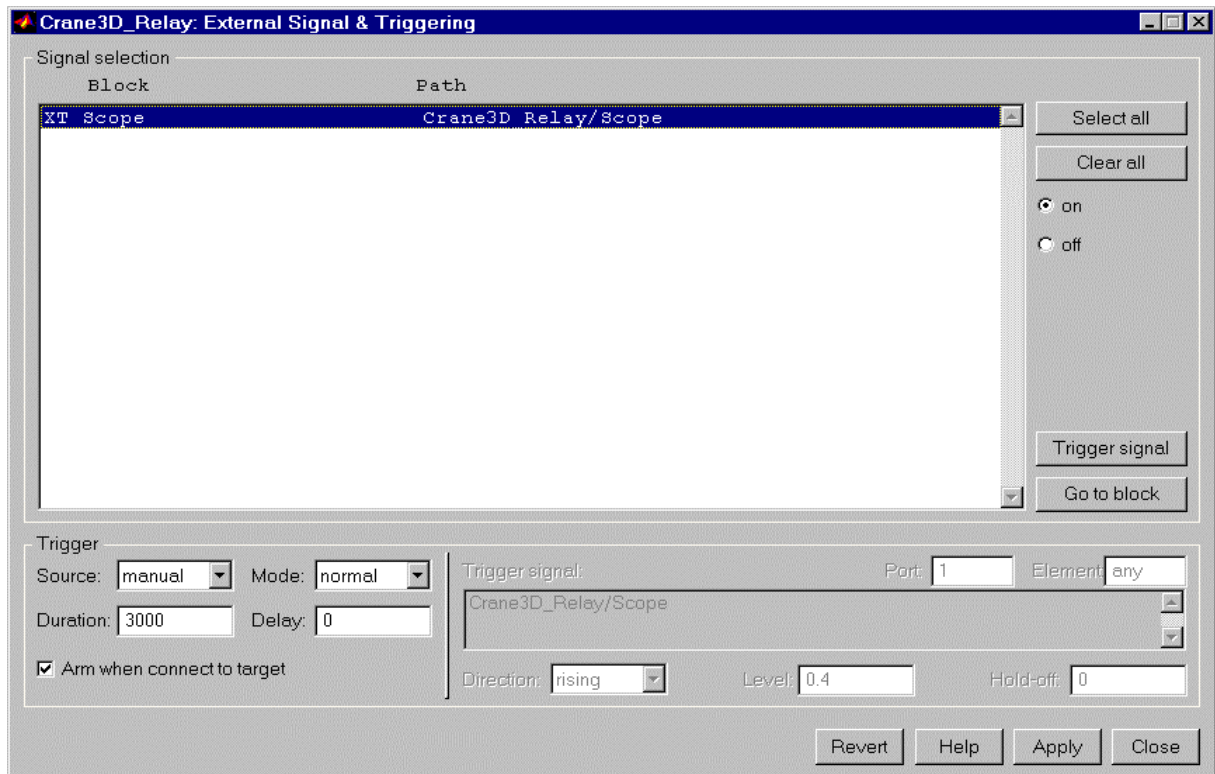 Crane3D_Relay: External Signal & Triggering
Signal selection
Block Path
XT Scope Crane3D_Relay/Scope
Select all
Clear all
on
off
Trigger signal
Go to block
Trigger
Source: manual Mode: normal
Duration: 3000 Delay: 0
Arm when connect to target
Trigger signal: Port: 1 Element: any
Crane3D_Relay/Scope
Direction: rising Level: 0.4 Hold-off: 0
Revert Help Apply Close